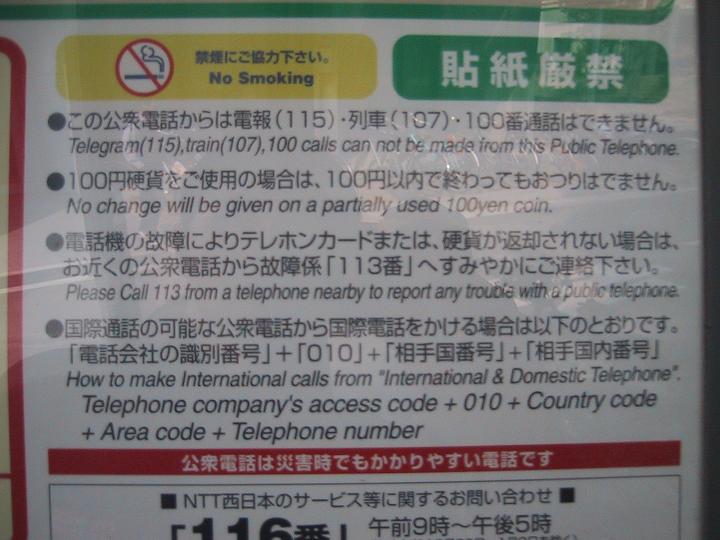 禁煙にご協力下さい。
No Smoking
貼紙厳禁
●この公衆電話からは電報（115）・列車（107）・100番通話はできません。
Telegram(115),train(107),100 calls can not be made from this Public Telephone.
●100円硬貨をご使用の場合は、100円以内で終わってもおつりはでません。
No change will be given on a partially used 100yen coin.
●電話機の故障によりテレホンカードまたは、硬貨が返却されない場合は、
お近くの公衆電話から故障係「113番」へすみやかにご連絡下さい。
Please Call 113 from a telephone nearby to report any trouble with a public telephone.
●国際通話の可能な公衆電話から国際電話をかける場合は以下のとおりです。
「電話会社の識別番号」+「010」+「相手国番号」+「相手国内番号」
How to make International calls from "International & Domestic Telephone".
Telephone company's access code + 010 + Country code
+ Area code + Telephone number
公衆電話は災害時でもかかりやすい電話です
■ NTT西日本のサービス等に関するお問い合わせ ■
「116番」 午前9時〜午後5時